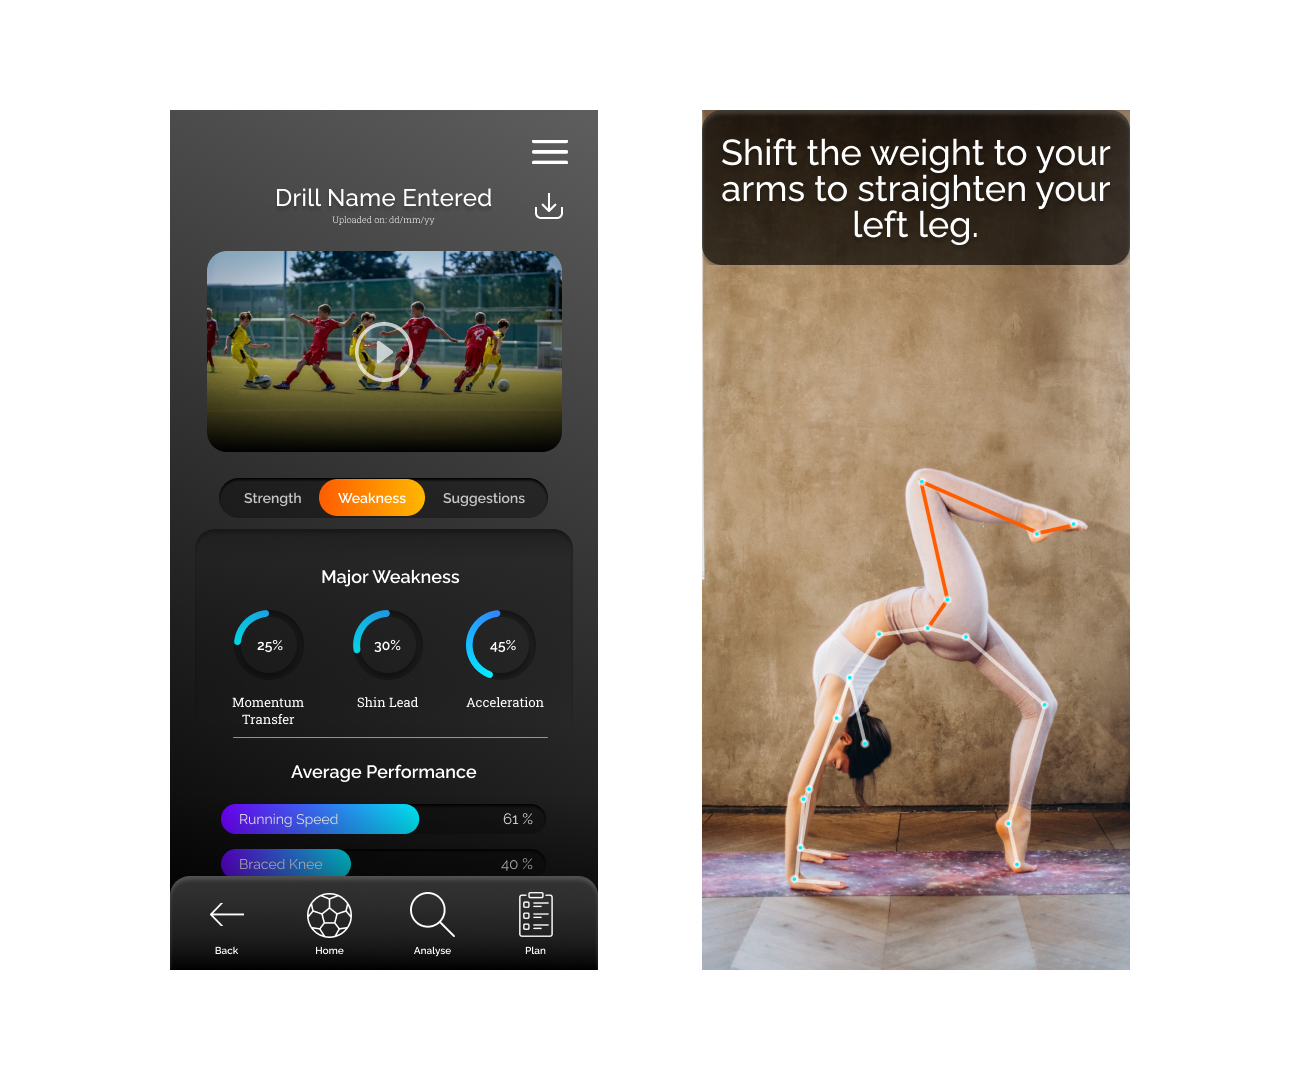 Drill Name Entered
Uploaded on: dd/mm/yy
Strength Weakness Suggestions
Major Weakness
25% 30% 45%
Momentum Shin Lead Acceleration
Transfer
Average Performance
Running Speed 61 %
Braced Knee 40 %
Back Home Analyse Plan
Shift the weight to your
arms to straighten your
left leg.